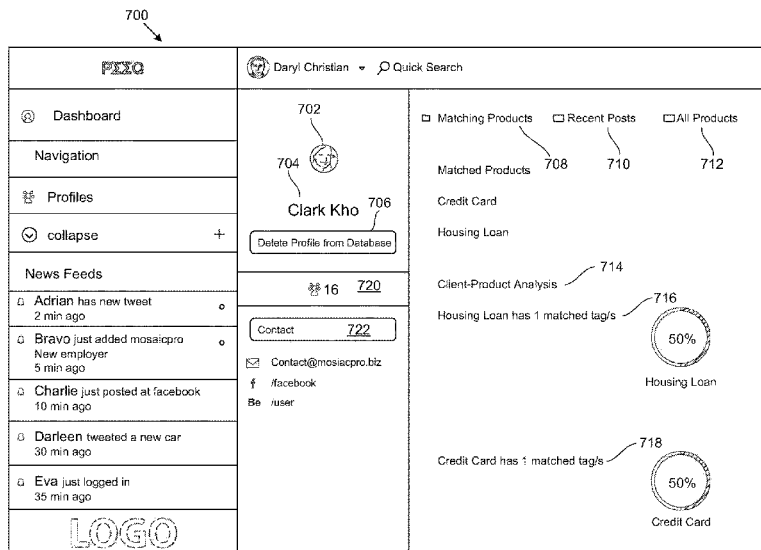 700
PΣΣQ
Daryl Christian
Quick Search
Dashboard
Navigation
Profiles
collapse +
News Feeds
Adrian has new tweet
2 min ago
Bravo just added mosaicpro
New employer
5 min ago
Charlie just posted at facebook
10 min ago
Darleen tweeted a new car
30 min ago
Eva just logged in
35 min ago
LOGO
702
704
Clark Kho
706
Delete Profile from Database
16 720
Contact 722
Contact@mosiacpro.biz
f /facebook
Be /user
Matching Products Recent Posts All Products
708 710 712
Matched Products
Credit Card
Housing Loan
Client-Product Analysis 714
Housing Loan has 1 matched tag/s 716
50%
Housing Loan
Credit Card has 1 matched tag/s 718
50%
Credit Card